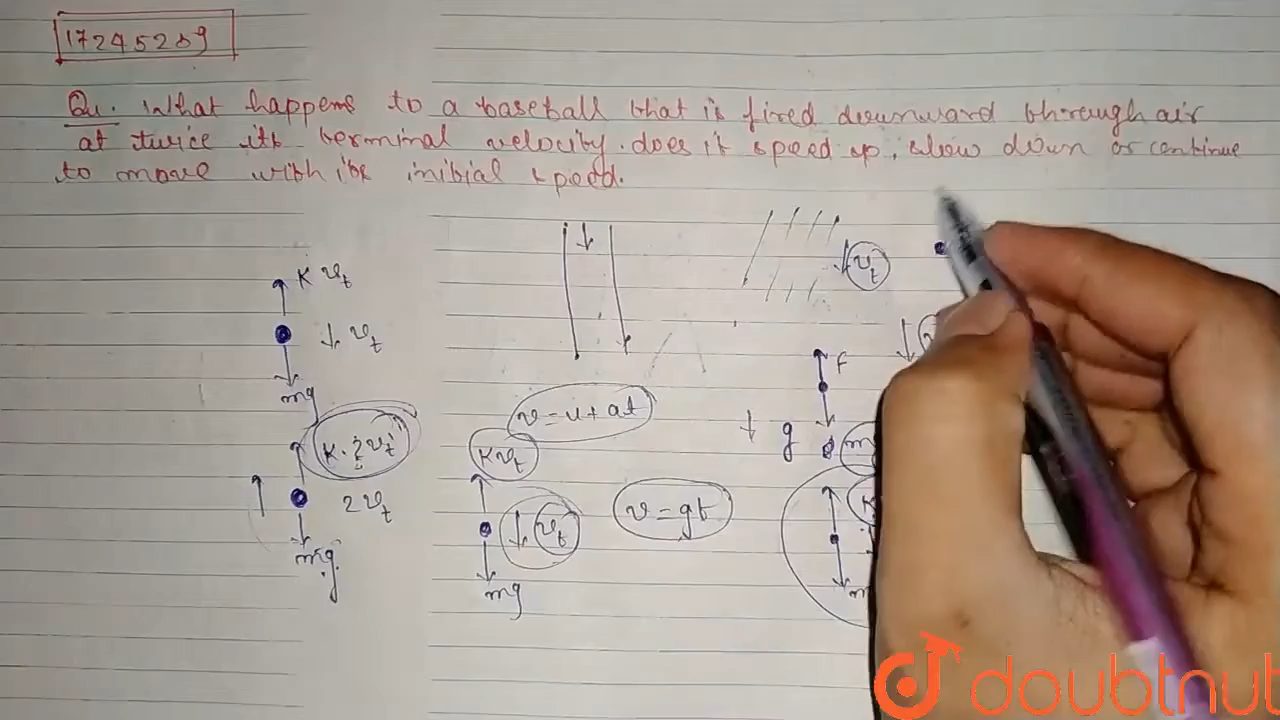 17245209
Qu. What happens to a baseball that is fired downward through air
at twice its terminal velocity. does it speed up, slow down or continue
to move with its initial speed.
K vt
vt
mg
K·2vt
2vt
mg
v=u+at
Kvt
vt
mg
v=gt
vt
F
g
m
K
doubtnut